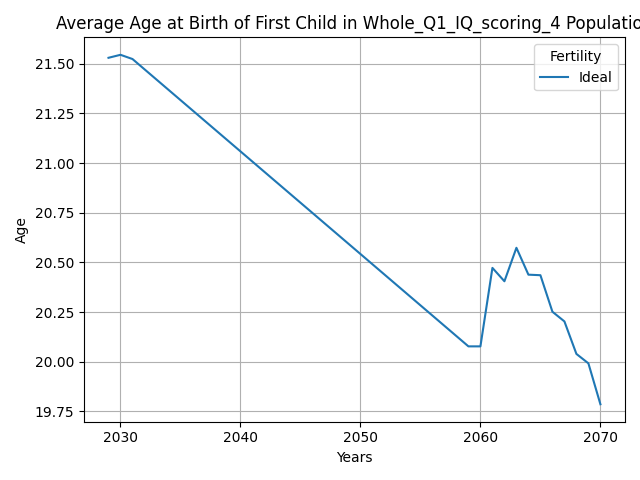 Average Age at Birth of First Child in Whole_Q1_IQ_scoring_4 Populatio
Fertility
Ideal
21.50
21.25
21.00
20.75
20.50
20.25
20.00
19.75
Age
2030 2040 2050 2060 2070
Years